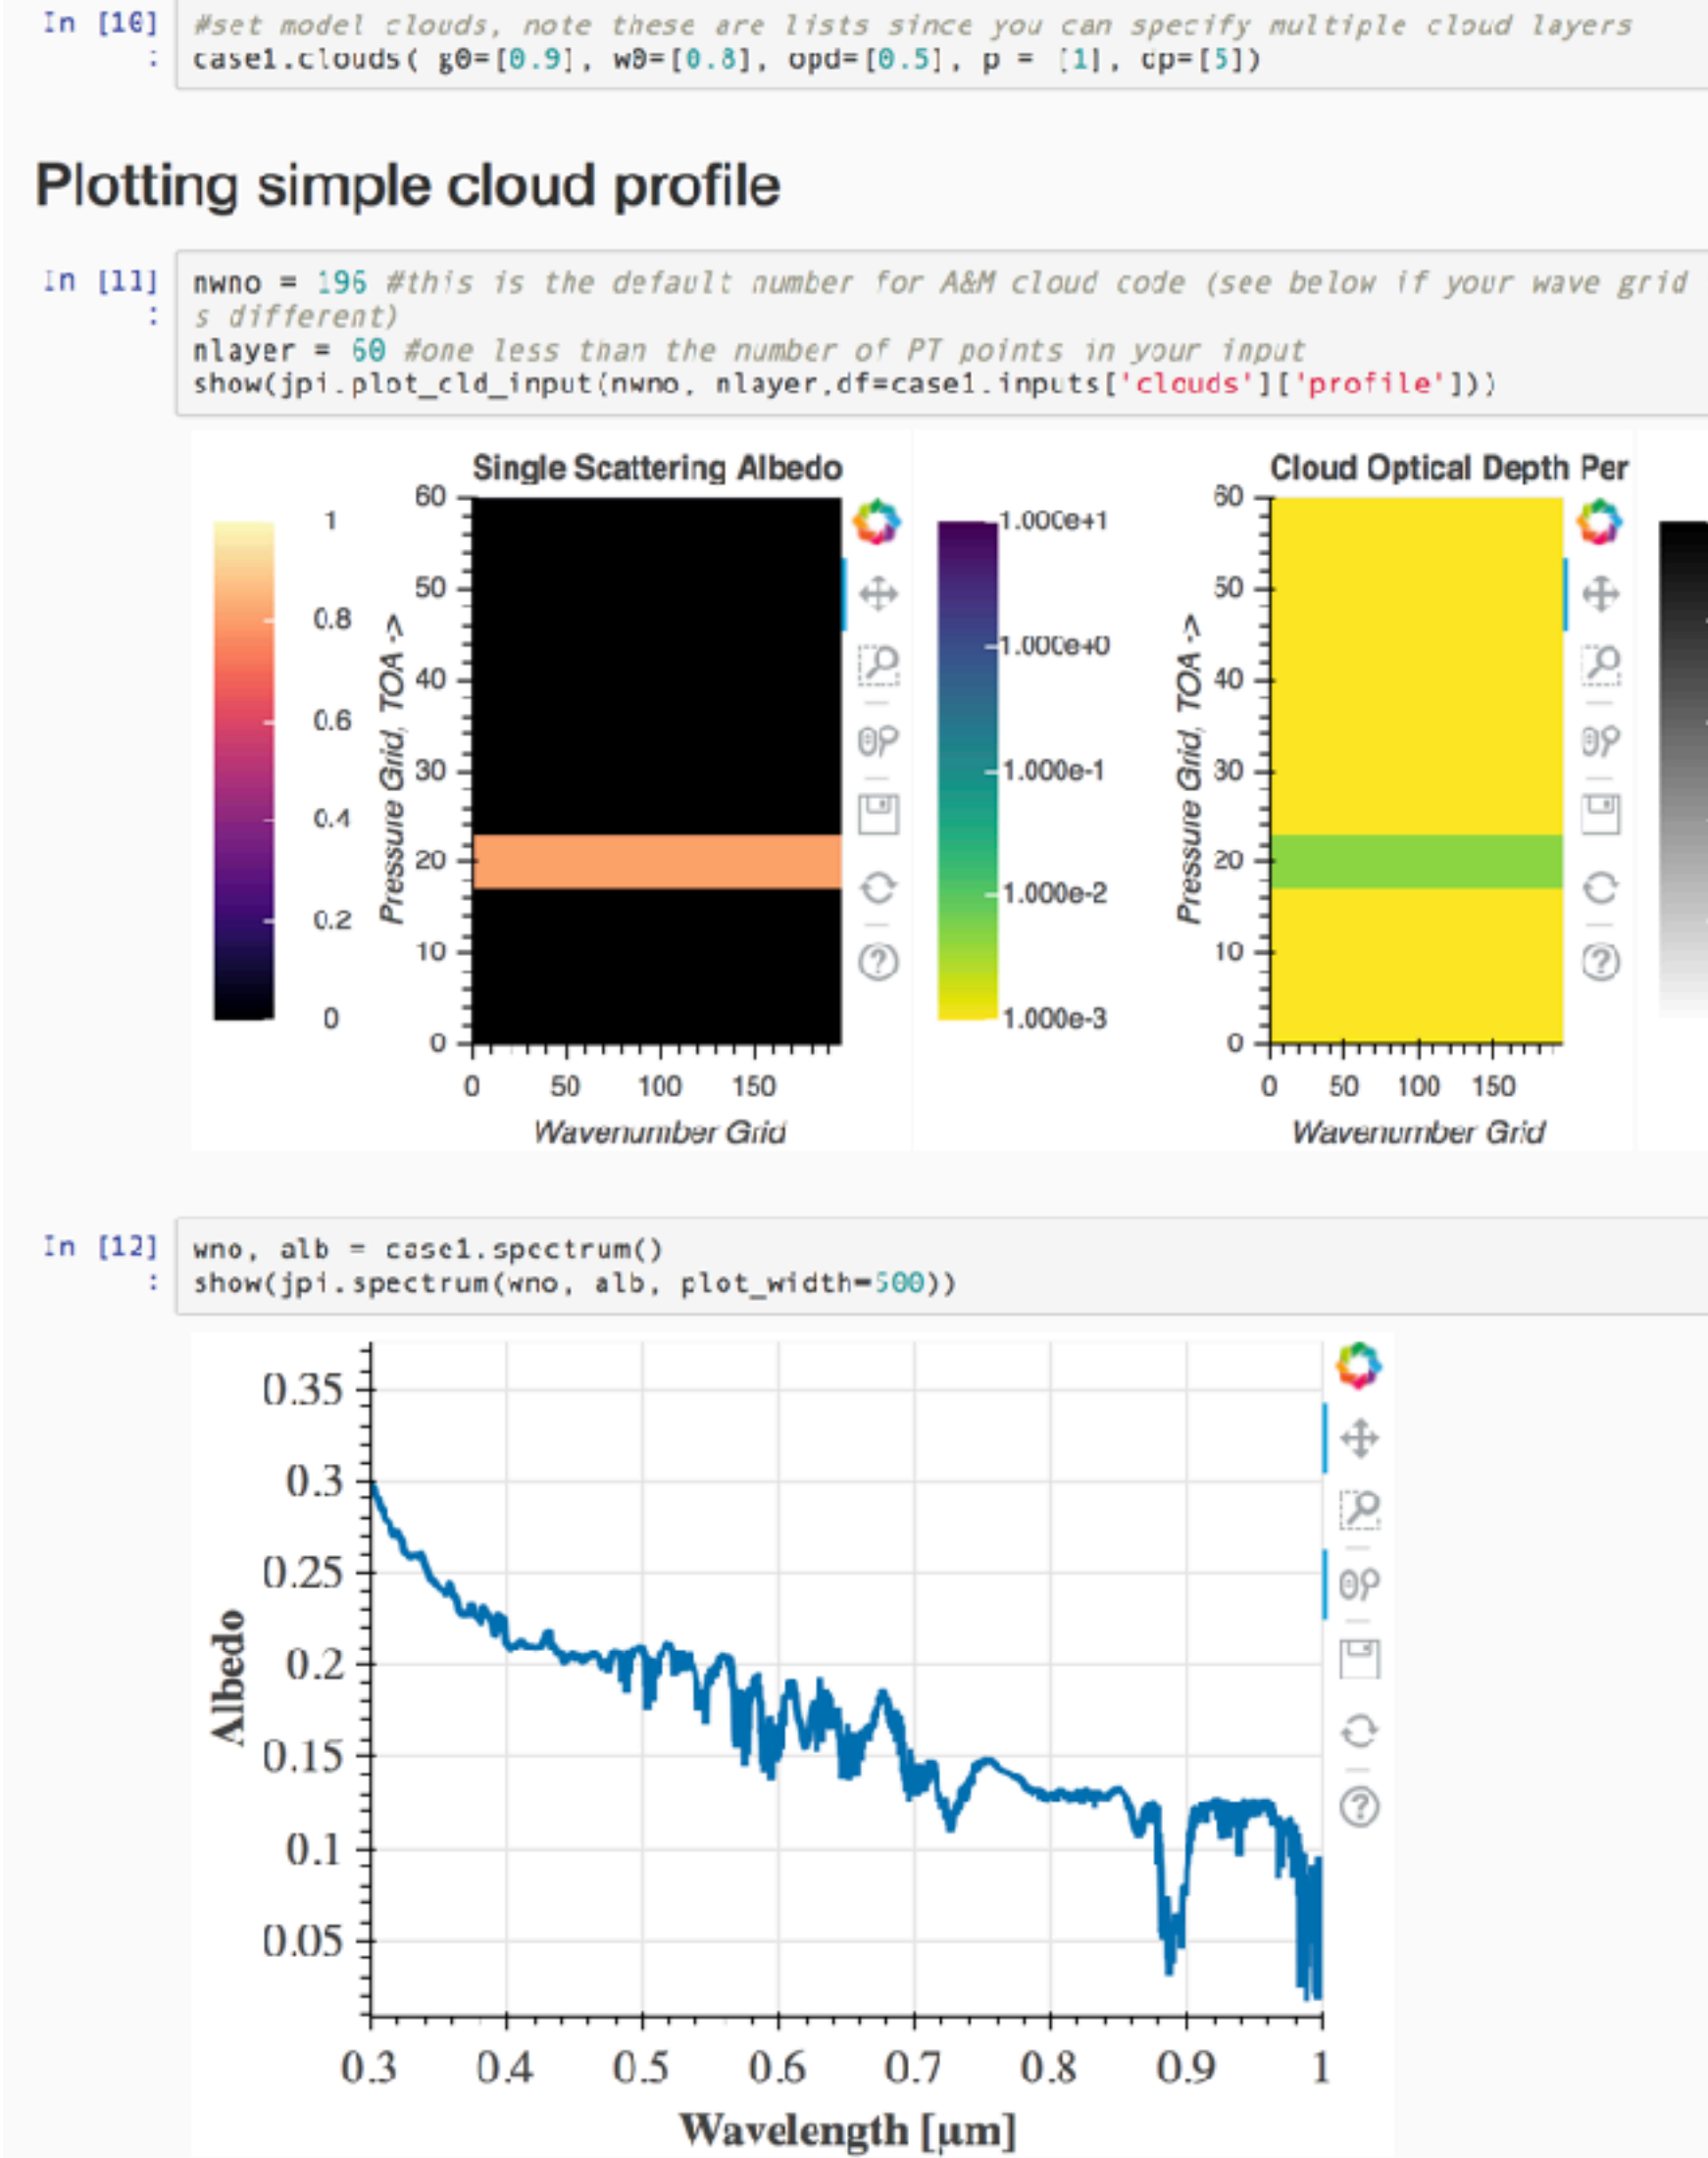 In [10]
:
#set model clouds, note these are lists since you can specify multiple cloud layers
case1.clouds( g0=[0.9], w0=[0.8], opd=[0.5], p = [1], dp=[5])
Plotting simple cloud profile
In [11]
:
nwno = 196 #this is the default number for A&M cloud code (see below if your wave grid
s different)
nlayer = 60 #one less than the number of PT points in your input
show(jpi.plot_cld_input(nwno, nlayer,df=case1.inputs['clouds']['profile']))
Single Scattering Albedo
1
0.8
0.6
0.4
0.2
0
Pressure Grid, TOA ->
60
50
40
30
20
10
0
0 50 100 150
Wavenumber Grid
Cloud Optical Depth Per
1.000e+1
1.000e+0
1.000e-1
1.000e-2
1.000e-3
Pressure Grid, TOA ->
60
50
40
30
20
10
0
0 50 100 150
Wavenumber Grid
In [12]
:
wno, alb = case1.spectrum()
show(jpi.spectrum(wno, alb, plot_width=500))
Albedo
0.35
0.3
0.25
0.2
0.15
0.1
0.05
0.3 0.4 0.5 0.6 0.7 0.8 0.9 1
Wavelength [μm]